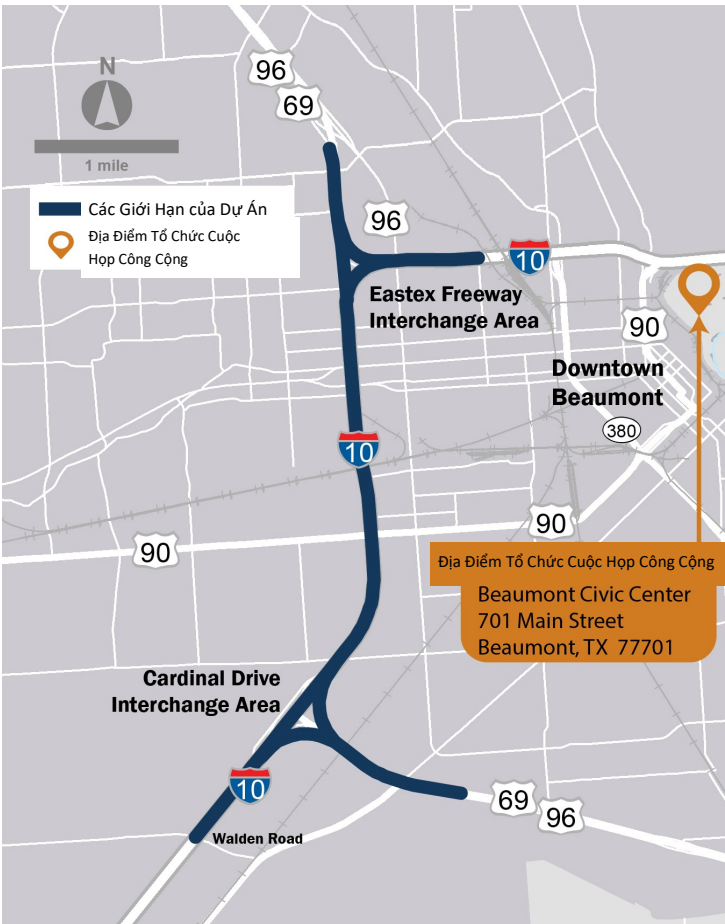 N
1 mile
Các Giới Hạn của Dự Án
Địa Điểm Tổ Chức Cuộc
Họp Công Cộng
96
69
96
10
Eastex Freeway
Interchange Area
90
Downtown
Beaumont
380
10
90
90
Địa Điểm Tổ Chức Cuộc Họp Công Cộng
Beaumont Civic Center
701 Main Street
Beaumont, TX 77701
Cardinal Drive
Interchange Area
10
69
96
Walden Road